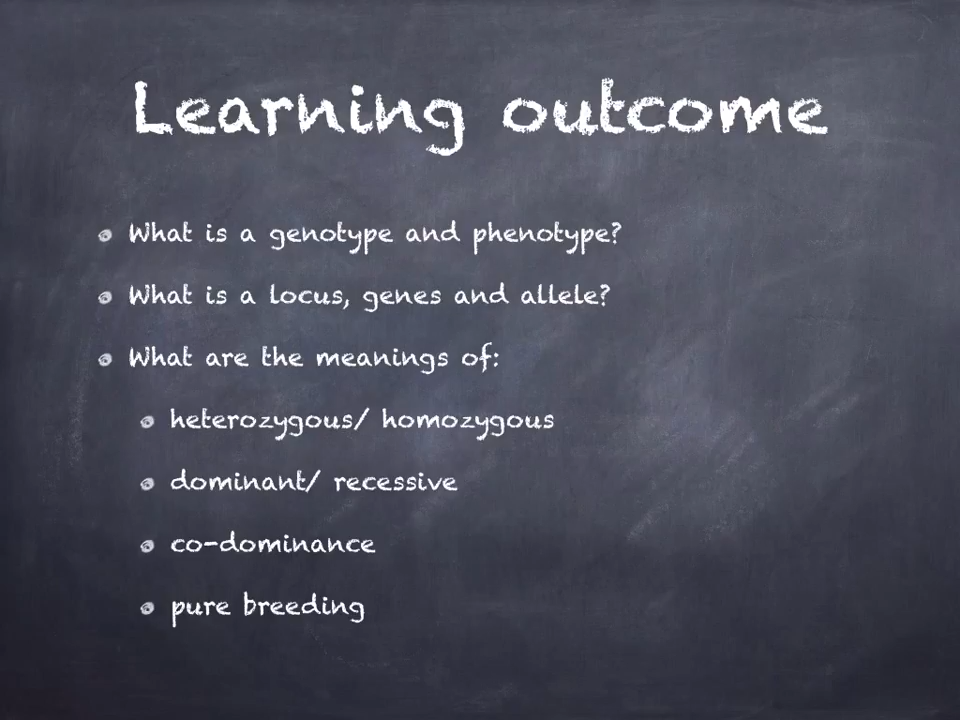 Learning outcome
What is a genotype and phenotype?
What is a locus, genes and allele?
What are the meanings of:
heterozygous/ homozygous
dominant/ recessive
co-dominance
pure breeding